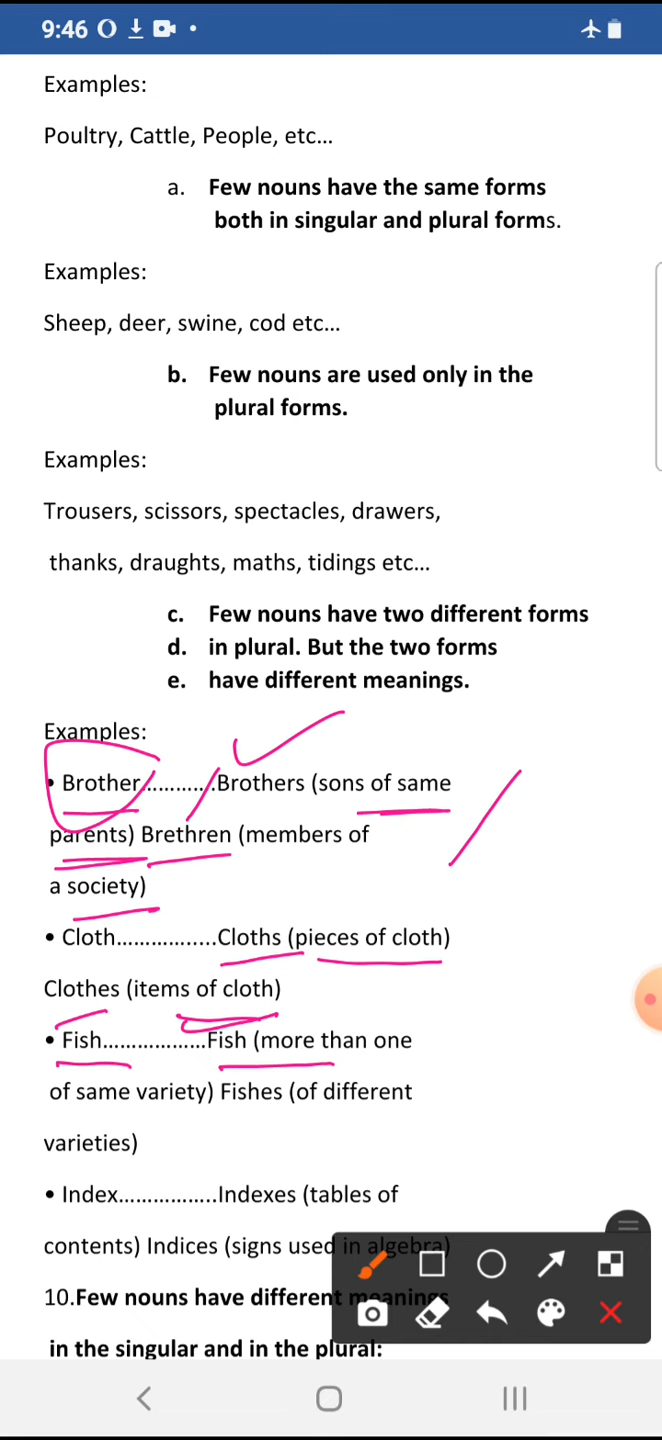 9:46
Examples:
Poultry, Cattle, People, etc...
a. Few nouns have the same forms
both in singular and plural forms.
Examples:
Sheep, deer, swine, cod etc...
b. Few nouns are used only in the
plural forms.
Examples:
Trousers, scissors, spectacles, drawers,
thanks, draughts, maths, tidings etc...
c. Few nouns have two different forms
d. in plural. But the two forms
e. have different meanings.
Examples:
• Brother...........Brothers (sons of same
parents) Brethren (members of
a society)
• Cloth.................Cloths (pieces of cloth)
Clothes (items of cloth)
• Fish..................Fish (more than one
of same variety) Fishes (of different
varieties)
• Index.................Indexes (tables of
contents) Indices (signs used in algebra)
10.Few nouns have different meanings
in the singular and in the plural: